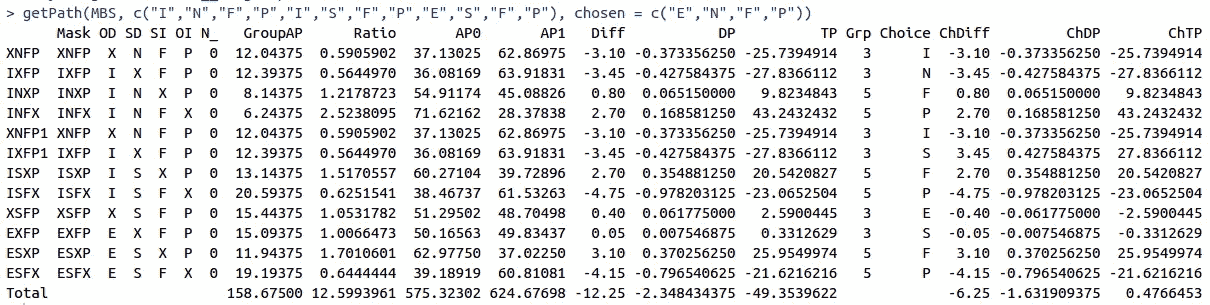 > getPath(MBS, c("I","N","F","P","I","S","F","P","E","S","F","P"), chosen = c("E","N","F","P"))
Mask OD SD SI OI N_ GroupAP Ratio AP0 AP1 Diff DP TP Grp Choice ChDiff ChDP ChTP
XNFP XNFP X N F P 0 12.04375 0.5905902 37.13025 62.86975 -3.10 -0.373356250 -25.7394914 3 I -3.10 -0.373356250 -25.7394914
IXFP IXFP I X F P 0 12.39375 0.5644970 36.08169 63.91831 -3.45 -0.427584375 -27.8366112 3 N -3.45 -0.427584375 -27.8366112
INXP INXP I N X P 0 8.14375 1.2178723 54.91174 45.08826 0.80 0.065150000 9.8234843 5 F 0.80 0.065150000 9.8234843
INFX INFX I N F X 0 6.24375 2.5238095 71.62162 28.37838 2.70 0.168581250 43.2432432 5 P 2.70 0.168581250 43.2432432
XNFP1 XNFP X N F P 0 12.04375 0.5905902 37.13025 62.86975 -3.10 -0.373356250 -25.7394914 3 I -3.10 -0.373356250 -25.7394914
IXFP1 IXFP I X F P 0 12.39375 0.5644970 36.08169 63.91831 -3.45 -0.427584375 -27.8366112 3 S 3.45 0.427584375 27.8366112
ISXP ISXP I S X P 0 13.14375 1.5170557 60.27104 39.72896 2.70 0.354881250 20.5420827 5 F 2.70 0.354881250 20.5420827
ISFX ISFX I S F X 0 20.59375 0.6251541 38.46737 61.53263 -4.75 -0.978203125 -23.0652504 5 P -4.75 -0.978203125 -23.0652504
XSFP XSFP X S F P 0 15.44375 1.0531782 51.29502 48.70498 0.40 0.061775000 2.5900445 3 E -0.40 -0.061775000 -2.5900445
EXFP EXFP E X F P 0 15.09375 1.0066473 50.16563 49.83437 0.05 0.007546875 0.3312629 3 S -0.05 -0.007546875 -0.3312629
ESXP ESXP E S X P 0 11.94375 1.7010601 62.97750 37.02250 3.10 0.370256250 25.9549974 5 F 3.10 0.370256250 25.9549974
ESFX ESFX E S F X 0 19.19375 0.6444444 39.18919 60.81081 -4.15 -0.796540625 -21.6216216 5 P -4.15 -0.796540625 -21.6216216
Total 158.67500 12.5993961 575.32302 624.67698 -12.25 -2.348434375 -49.3539622 -6.25 -1.631909375 0.4766453